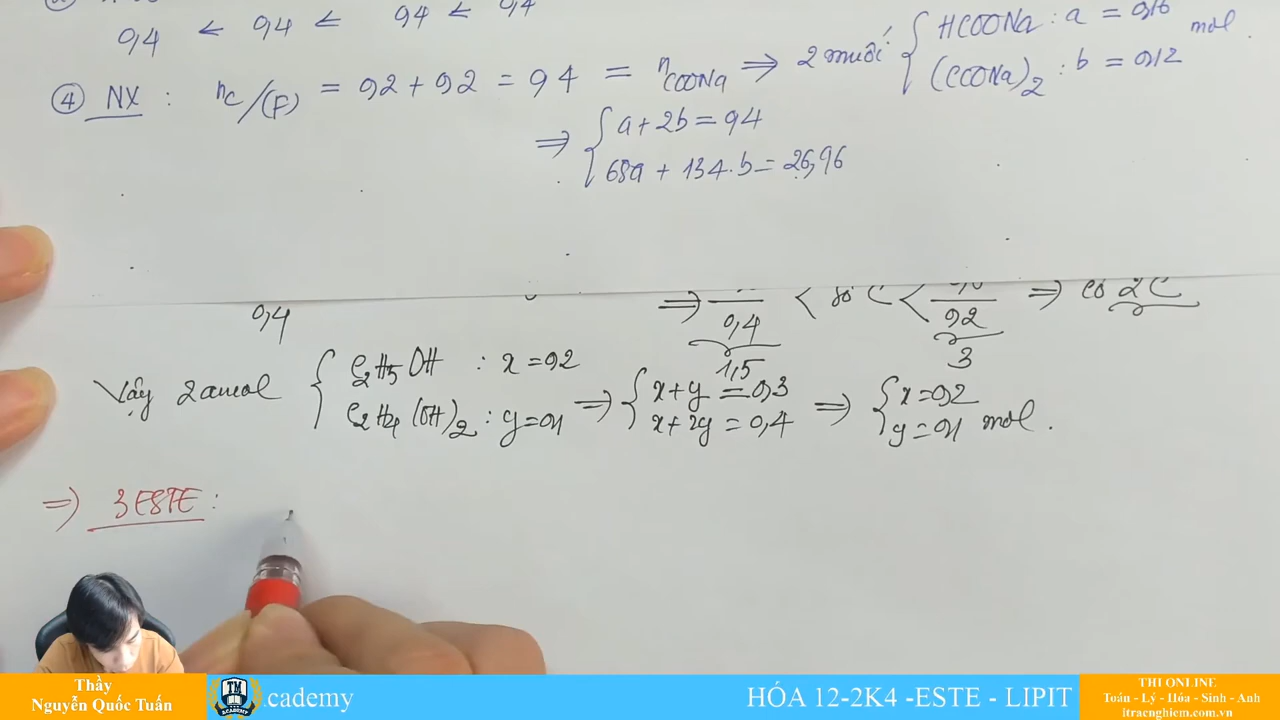 0,4 ← 0,4 ← 0,4 ← 0,4
④ NX : nC/(F) = 0,2 + 0,2 = 0,4 = nCOONa ⇒ 2 muối { HCOONa : a = 0,16
(COONa)2 : b = 0,12 mol.
⇒ { a + 2b = 0,4
68a + 134.b = 26,96
0,4
⇒ /0,4 < số C < /0,2 ⇒ có 2C
1,5 3
Vậy 2 ancol { C2H5OH : x = 0,2
C2H4(OH)2 : y = 0,1 ⇒ { x + y = 0,3
x + 2y = 0,4 ⇒ { x = 0,2
y = 0,1 mol.
⇒ 3 ESTE :
Thầy
Nguyễn Quốc Tuấn
TM
ACADEMY
.cademy
HÓA 12-2K4 -ESTE - LIPIT
THI ONLINE
Toán - Lý - Hóa - Sinh - Anh
itracnghiem.com.vn